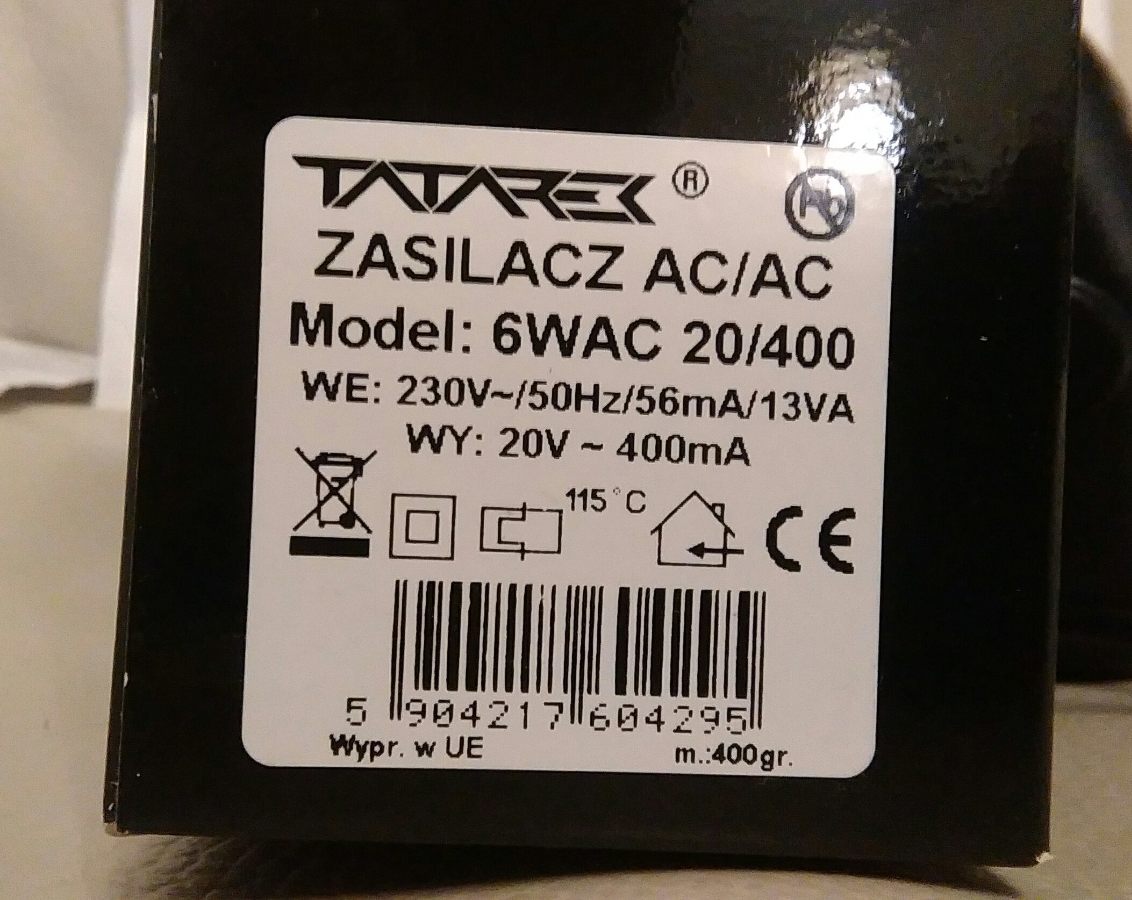 TATAREK ®
Pb
ZASILACZ AC/AC
Model: 6WAC 20/400
WE: 230V~/50Hz/56mA/13VA
WY: 20V ~ 400mA
115°C
CE
5 904217 604295
Wypr. w UE m.:400gr.